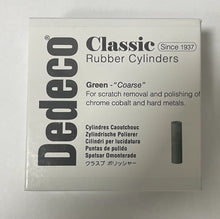 Dedeco®
Classic Since 1937
Rubber Cylinders
Green - "Coarse"
For scratch removal and polishing of
chrome cobalt and hard metals.
Cylindres Caoutchouc
Zylindrische Polierer
Cilindri per lucidatura
Puntas de pulido
Spetsar Omonterade
クラスプ ポリッシャー